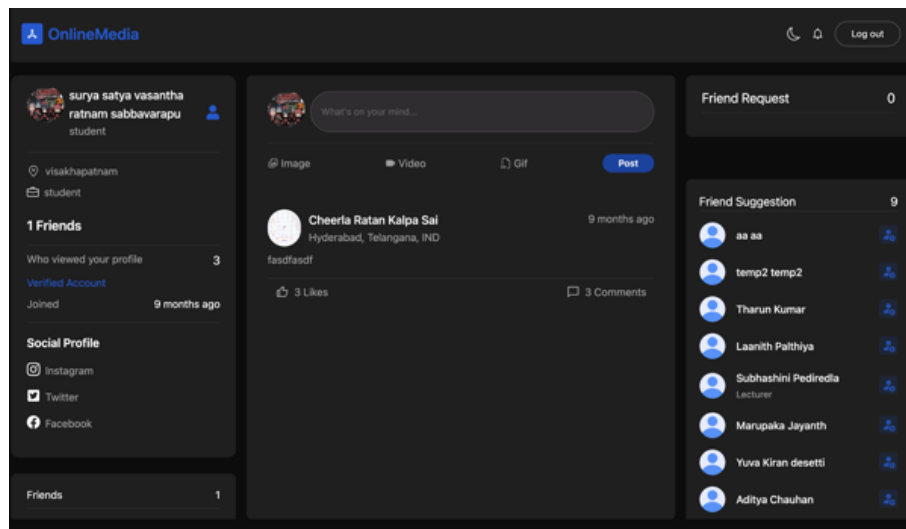 OnlineMedia
Log out
surya satya vasantha
ratnam sabbavarapu
student
visakhapatnam
student
1 Friends
Who viewed your profile 3
Verified Account
Joined 9 months ago
Social Profile
Instagram
Twitter
Facebook
Friends 1
What's on your mind...
Image Video Gif Post
Cheerla Ratan Kalpa Sai 9 months ago
Hyderabad, Telangana, IND
fasdfasdf
3 Likes 3 Comments
Friend Request 0
Friend Suggestion 9
aa aa
temp2 temp2
Tharun Kumar
Laanith Palthiya
Subhashini Pediredla
Lecturer
Marupaka Jayanth
Yuva Kiran desetti
Aditya Chauhan